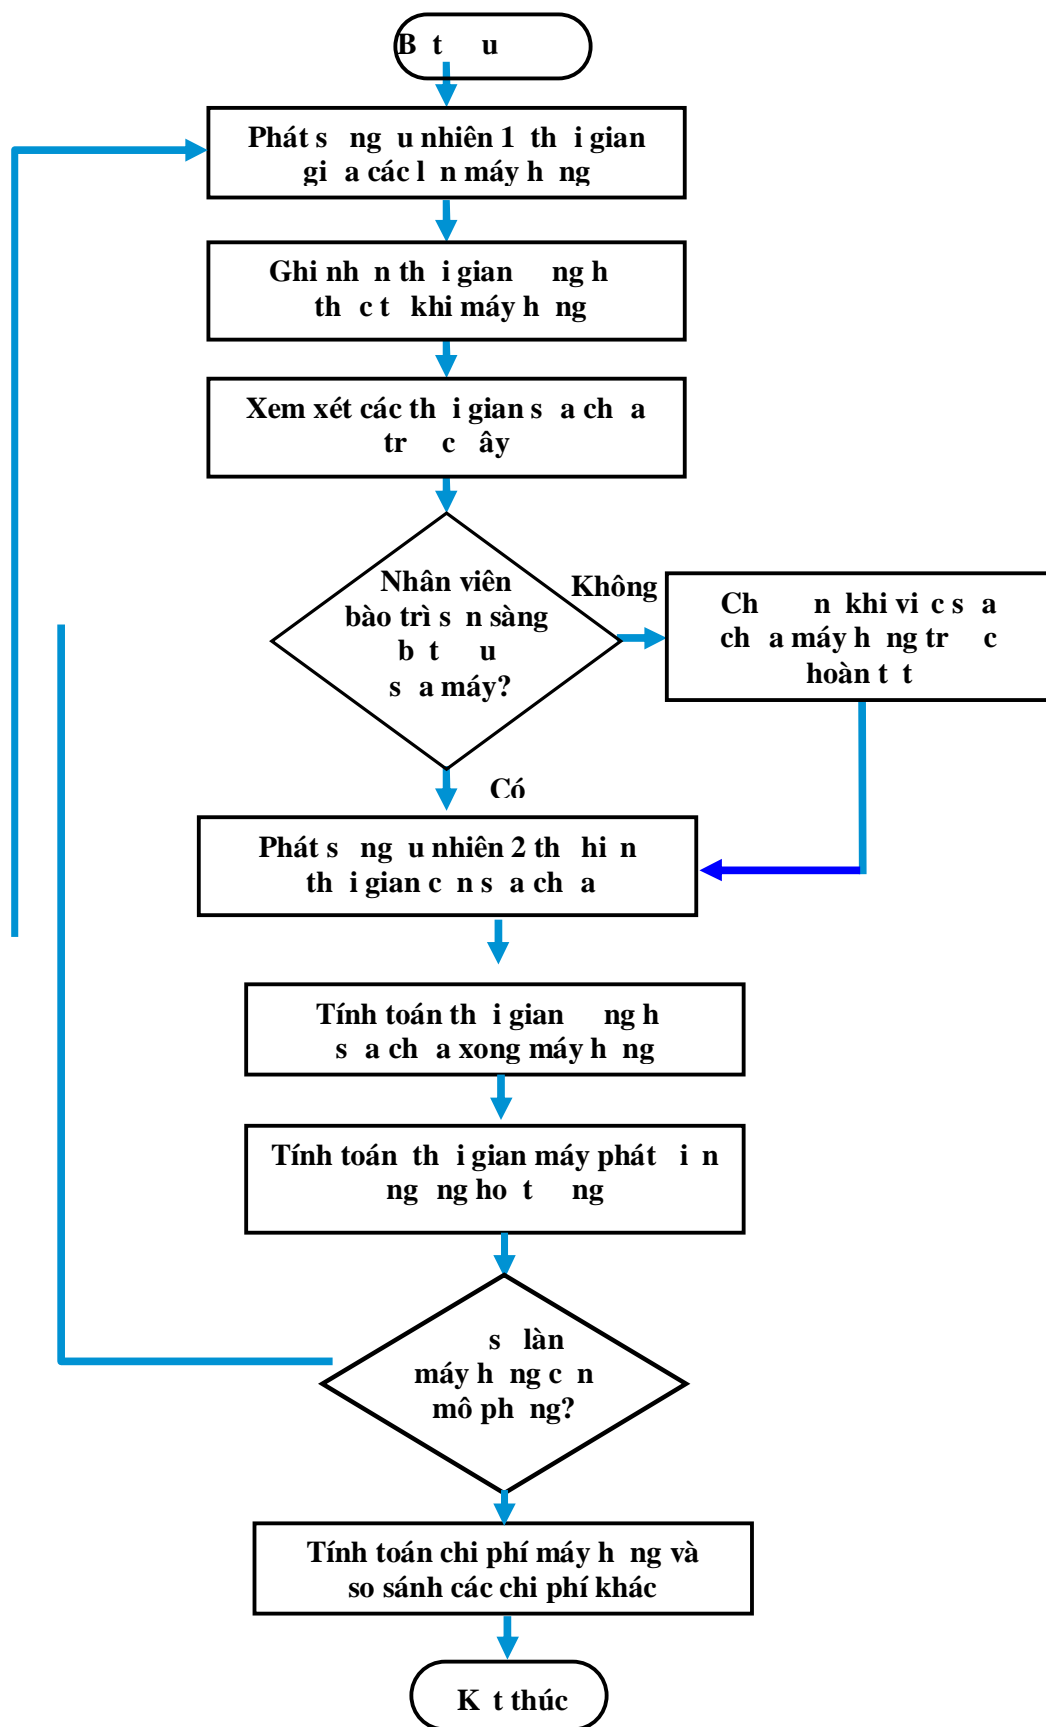 B t u
Phát s ng u nhiên 1 th i gian
gi a các l n máy h ng
Ghi nh n th i gian ng h
th c t khi máy h ng
Xem xét các th i gian s a ch a
tr c ây
Nhân viên
bào trì s n sàng
b t u
s a máy?
Không
Ch n khi vi c s a
ch a máy h ng tr c
hoàn t t
Có
Phát s ng u nhiên 2 th hi n
th i gian c n s a ch a
Tính toán th i gian ng h
s a ch a xong máy h ng
Tính toán th i gian máy phát i n
ng ng ho t ng
s làn
máy h ng c n
mô ph ng?
Tính toán chi phí máy h ng và
so sánh các chi phí khác
K t thúc